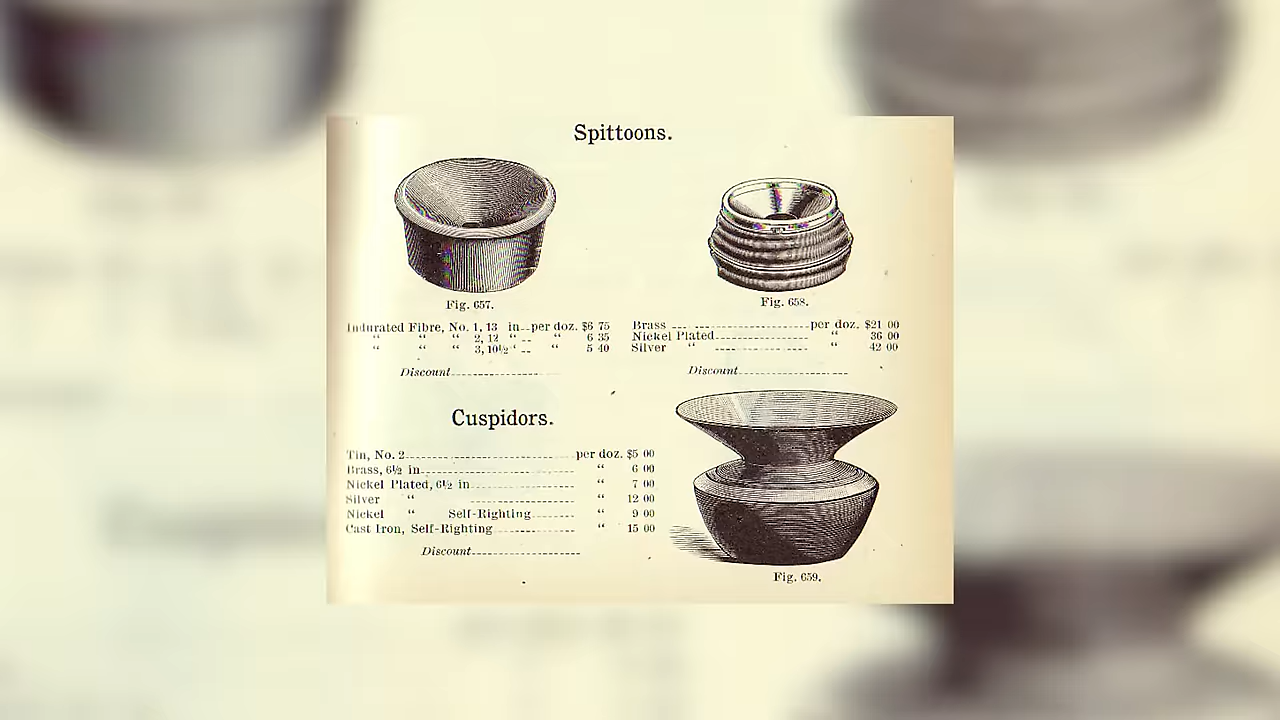 Spittoons.
Fig. 657.
Indurated Fibre, No. 1, 13 in---per doz. $6 75
“ “ “ 2, 12 “ -- “ 6 35
“ “ “ 3, 10½ “ -- “ 5 40
Discount
Fig. 658.
Brass per doz. $21 00
Nickel Plated “ 36 00
Silver “ “ 42 00
Discount
Cuspidors.
Tin, No. 2 per doz. $5 00
Brass, 6½ in “ 6 00
Nickel Plated, 6½ in “ 7 00
Silver “ “ 12 00
Nickel “ Self-Righting “ 9 00
Cast Iron, Self-Righting “ 15 00
Discount
Fig. 659.